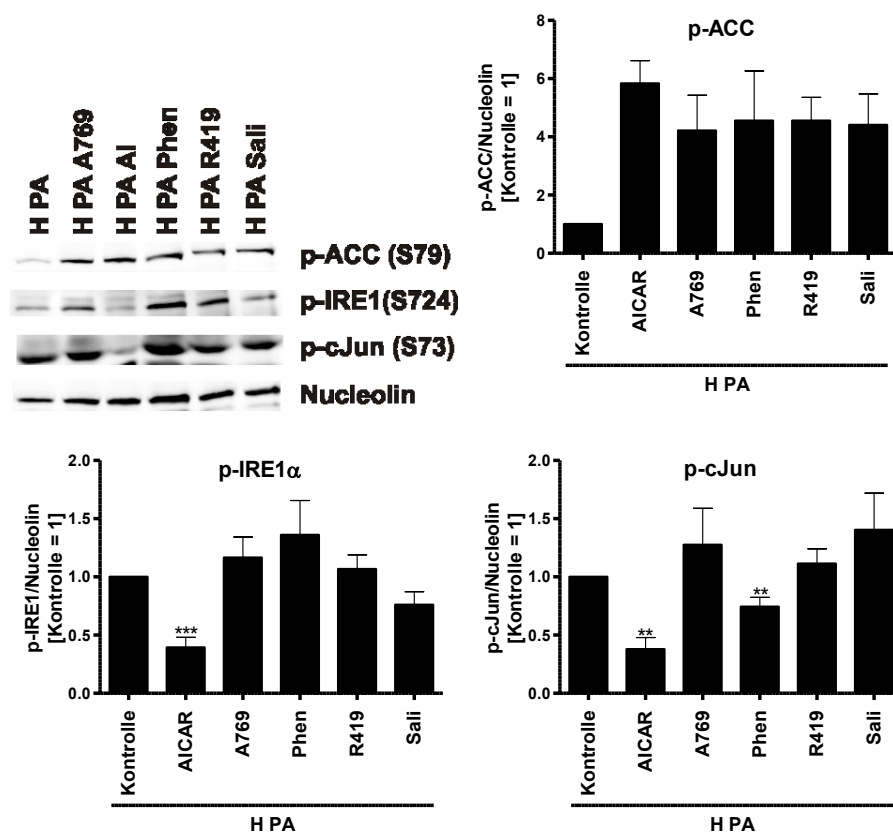 H PA
H PA A769
H PA AI
H PA Phen
H PA R419
H PA Sali
p-ACC (S79)
p-IRE1(S724)
p-cJun (S73)
Nucleolin
p-ACC
p-ACC/Nucleolin
[Kontrolle = 1]
8
6
4
2
0
Kontrolle
AICAR
A769
Phen
R419
Sali
H PA
p-IRE1α
p-IRE1/Nucleolin
[Kontrolle = 1]
2.0
1.5
1.0
0.5
0.0
***
Kontrolle
AICAR
A769
Phen
R419
Sali
H PA
p-cJun
p-cJun/Nucleolin
[Kontrolle = 1]
2.0
1.5
1.0
0.5
0.0
**
**
Kontrolle
AICAR
A769
Phen
R419
Sali
H PA